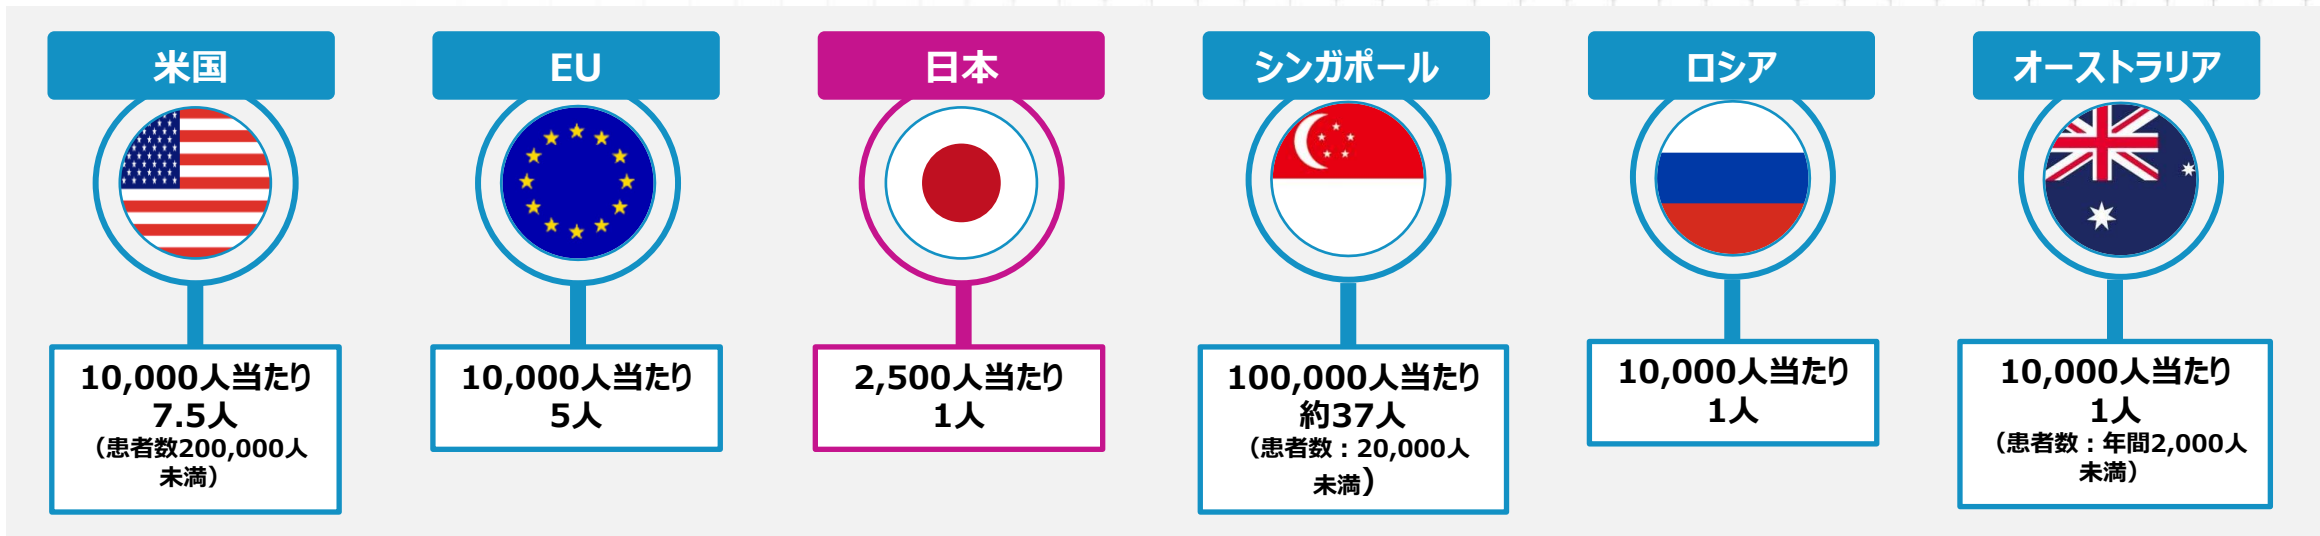 米国
10,000人当たり
7.5人
（患者数200,000人
未満）
EU
10,000人当たり
5人
日本
2,500人当たり
1人
シンガポール
100,000人当たり
約37人
（患者数：20,000人
未満）
ロシア
10,000人当たり
1人
オーストラリア
10,000人当たり
1人
（患者数：年間2,000人
未満）